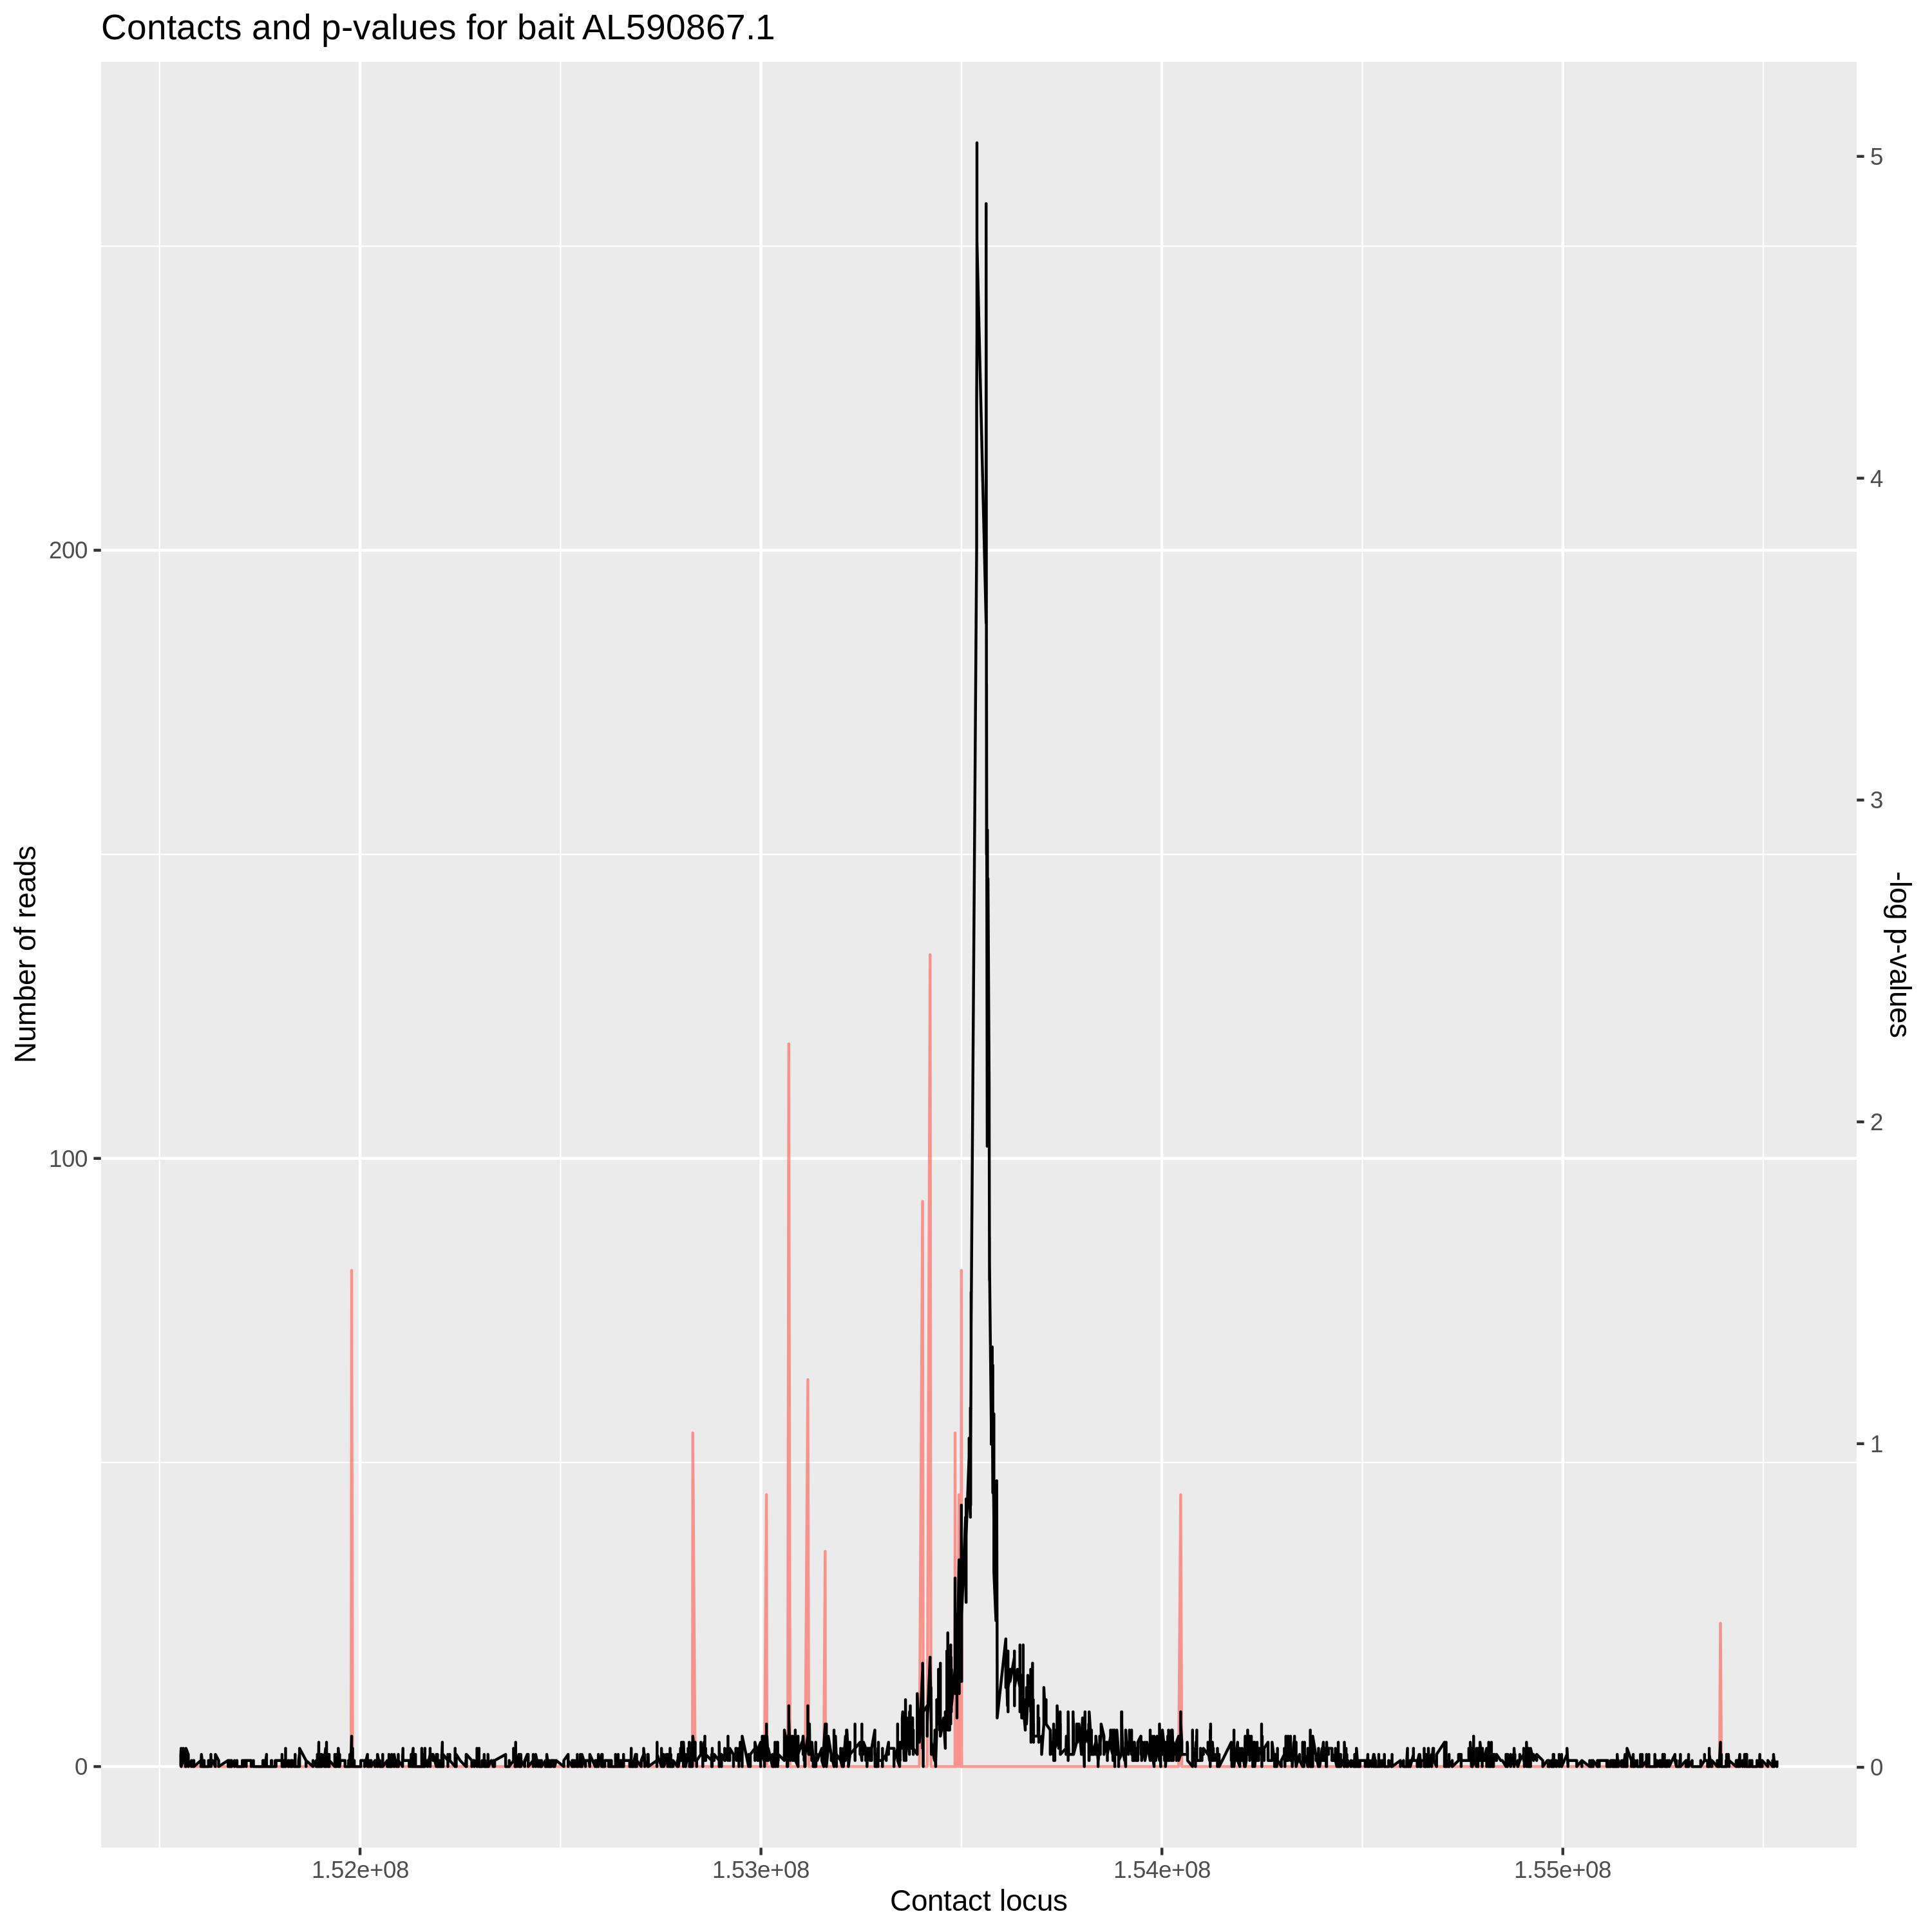 Contacts and p-values for bait AL590867.1
Number of reads
200
100
0
5
4
3
2
1
0
-log p-values
1.52e+08
1.53e+08
1.54e+08
1.55e+08
Contact locus